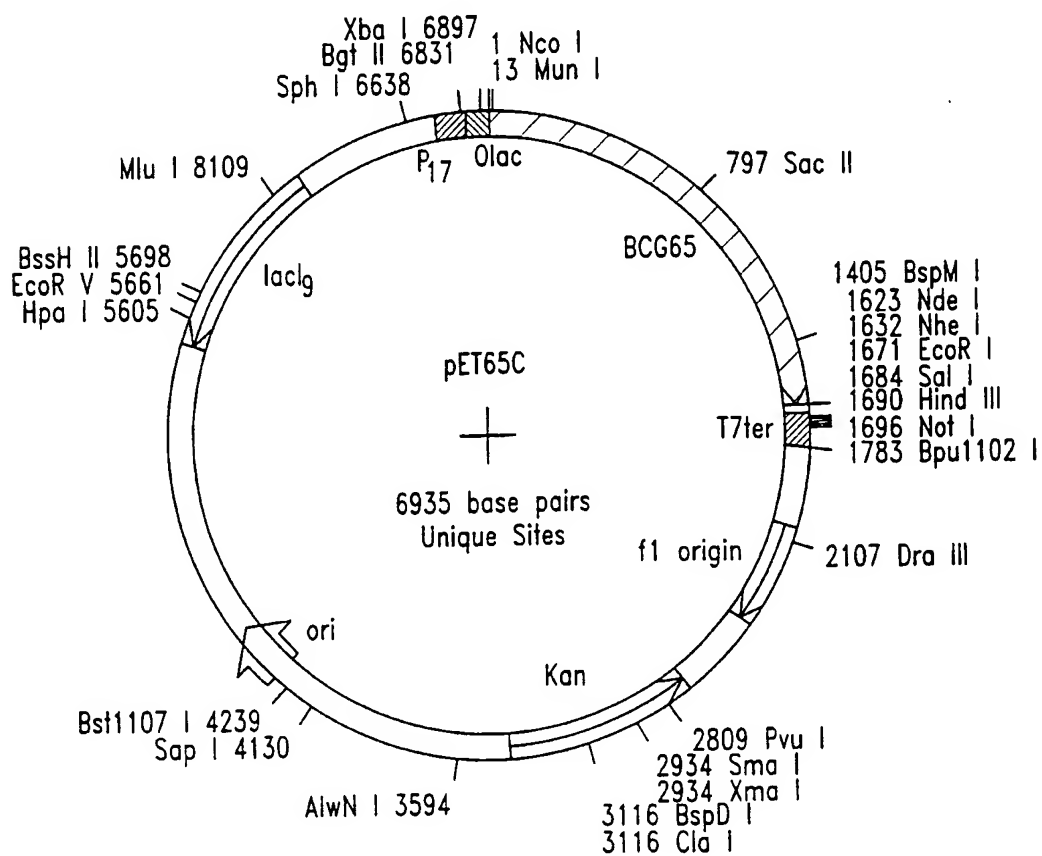 Xba I 6897
Bgt II 6831
Sph I 6638
1 Nco I
13 Mun I
P17
Olac
Mlu I 8109
797 Sac II
BCG65
BssH II 5698
EcoR V 5661
Hpa I 5605
lacIg
1405 BspM I
1623 Nde I
1632 Nhe I
1671 EcoR I
1684 Sal I
1690 Hind III
1696 Not I
1783 Bpu1102 I
pET65C
T7ter
6935 base pairs
Unique Sites
f1 origin
2107 Dra III
ori
Kan
Bst1107 I 4239
Sap I 4130
AlwN I 3594
2809 Pvu I
2934 Sma I
2934 Xma I
3116 BspD I
3116 Cla I